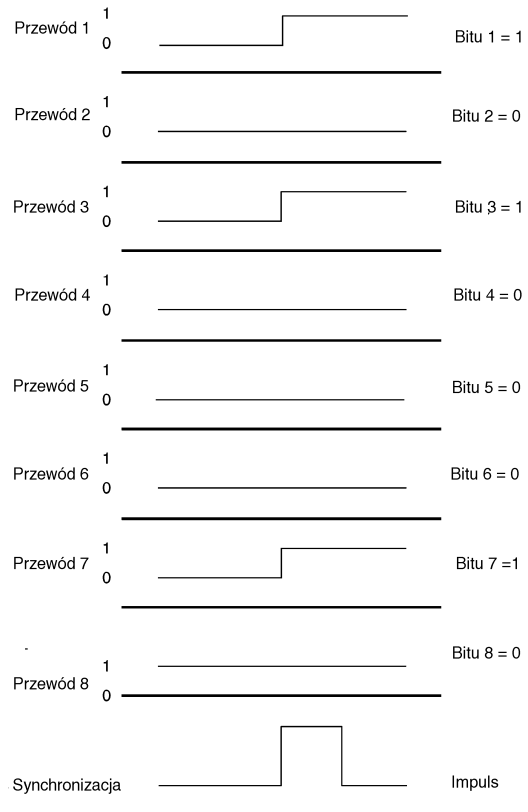 Przewód 1 1 0 Bitu 1 = 1
Przewód 2 1 0 Bitu 2 = 0
Przewód 3 1 0 Bitu 3 = 1
Przewód 4 1 0 Bitu 4 = 0
Przewód 5 1 0 Bitu 5 = 0
Przewód 6 1 0 Bitu 6 = 0
Przewód 7 1 0 Bitu 7 =1
Przewód 8 1 0 Bitu 8 = 0
Synchronizacja Impuls